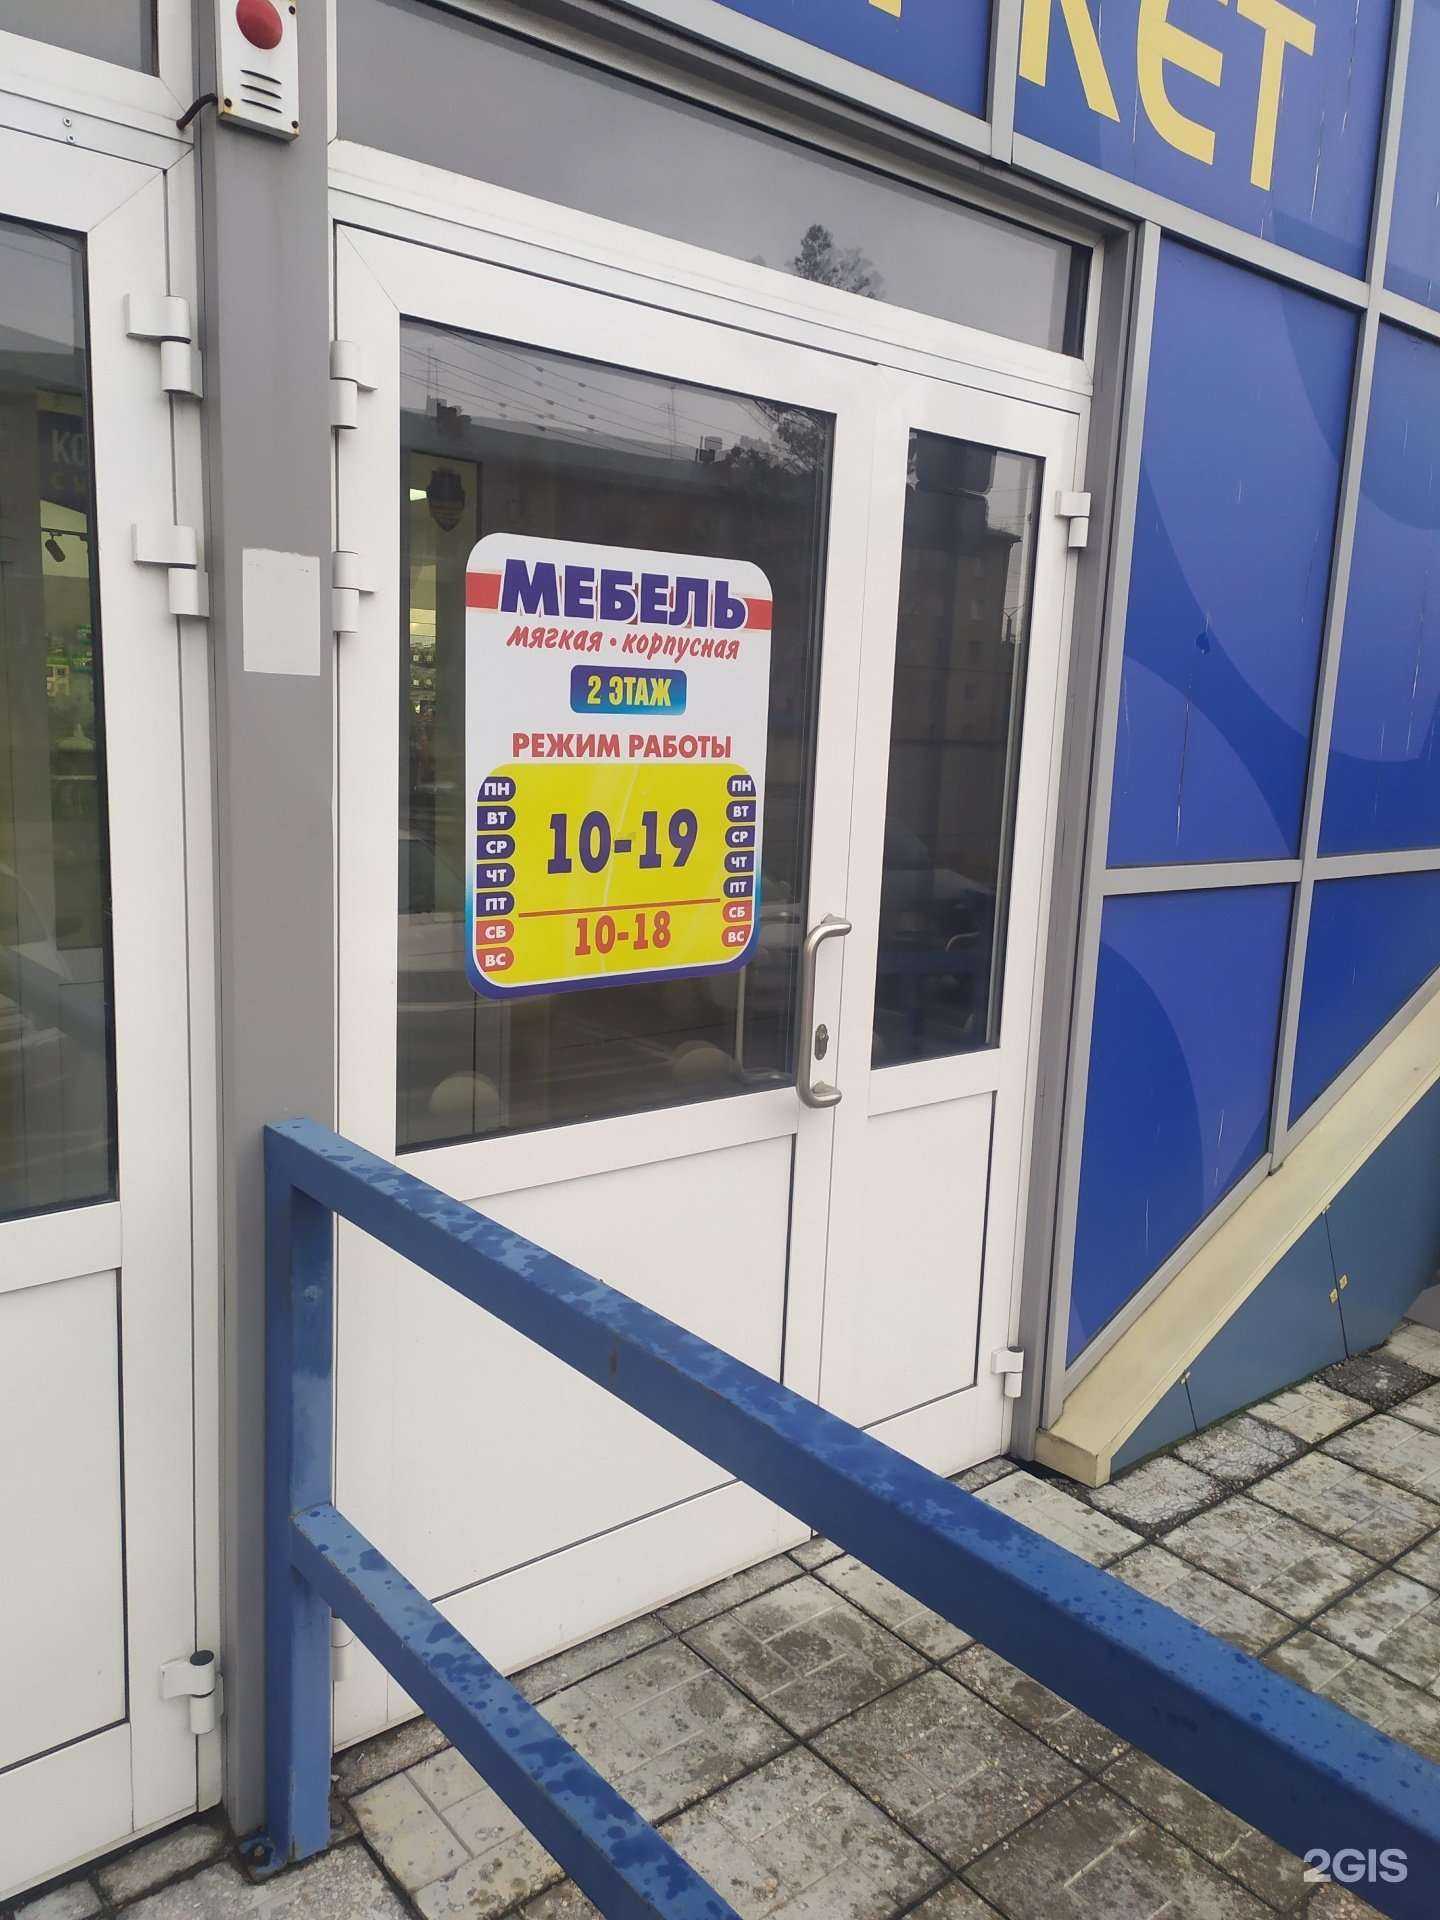 КЕТ
КО
МЕБЕЛЬ
мягкая • корпусная
2 ЭТАЖ
РЕЖИМ РАБОТЫ
ПН ПН
ВТ ВТ
СР 10-19 СР
ЧТ ЧТ
ПТ ПТ
СБ 10-18 СБ
ВС ВС
2GIS